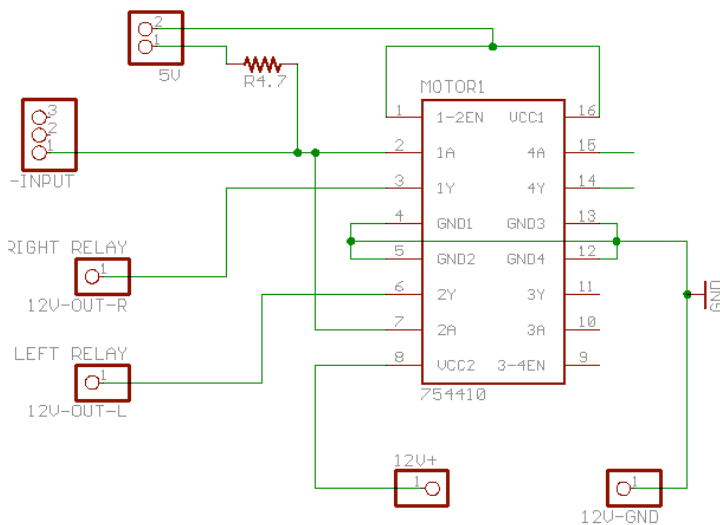 2
1
5V
R4.7
MOTOR1
3
2
1
-INPUT
1 1-2EN VCC1 16
2 1A 4A 15
3 1Y 4Y 14
4 GND1 GND3 13
5 GND2 GND4 12
6 2Y 3Y 11
7 2A 3A 10
8 VCC2 3-4EN 9
754410
RIGHT RELAY
1
12V-OUT-R
LEFT RELAY
1
12V-OUT-L
GND
12V+
1
1
12V-GND